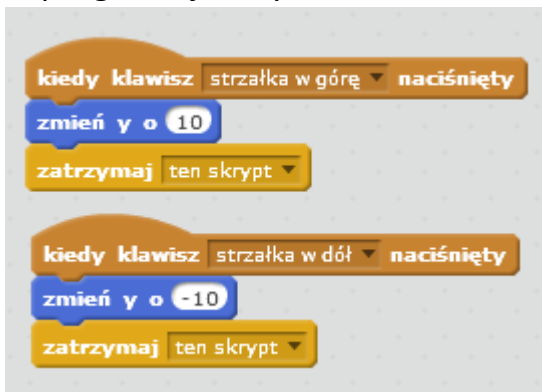 kiedy klawisz strzałka w górę naciśnięty
zmień y o 10
zatrzymaj ten skrypt
kiedy klawisz strzałka w dół naciśnięty
zmień y o -10
zatrzymaj ten skrypt